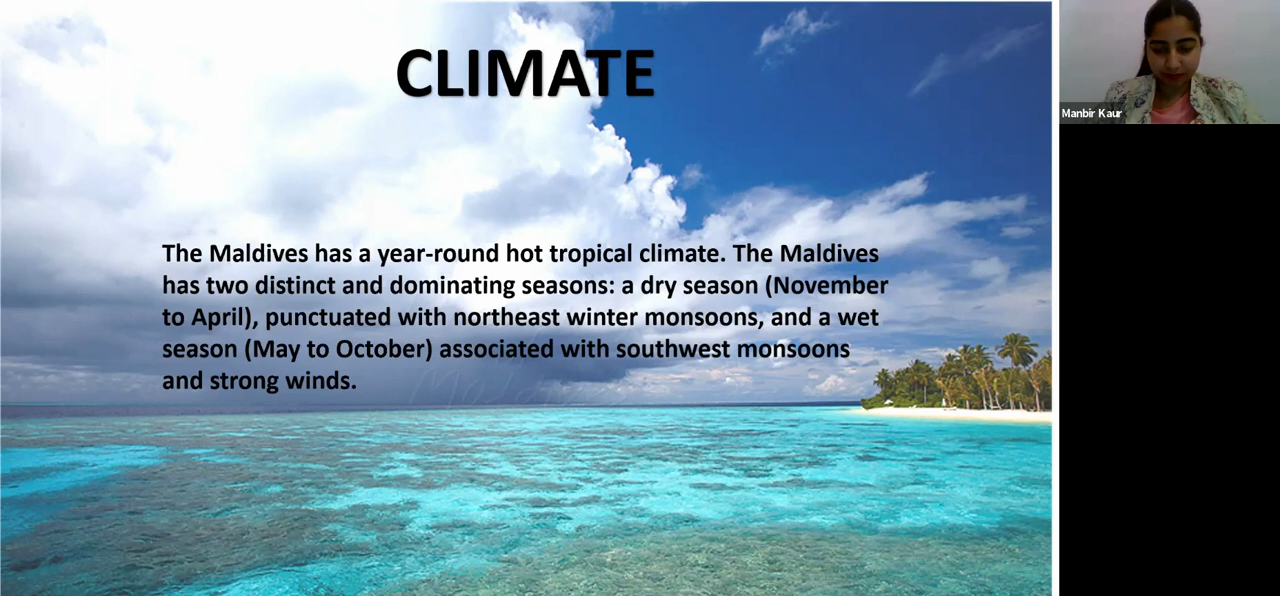 CLIMATE
The Maldives has a year-round hot tropical climate. The Maldives
has two distinct and dominating seasons: a dry season (November
to April), punctuated with northeast winter monsoons, and a wet
season (May to October) associated with southwest monsoons
and strong winds.
Manbir Kaur